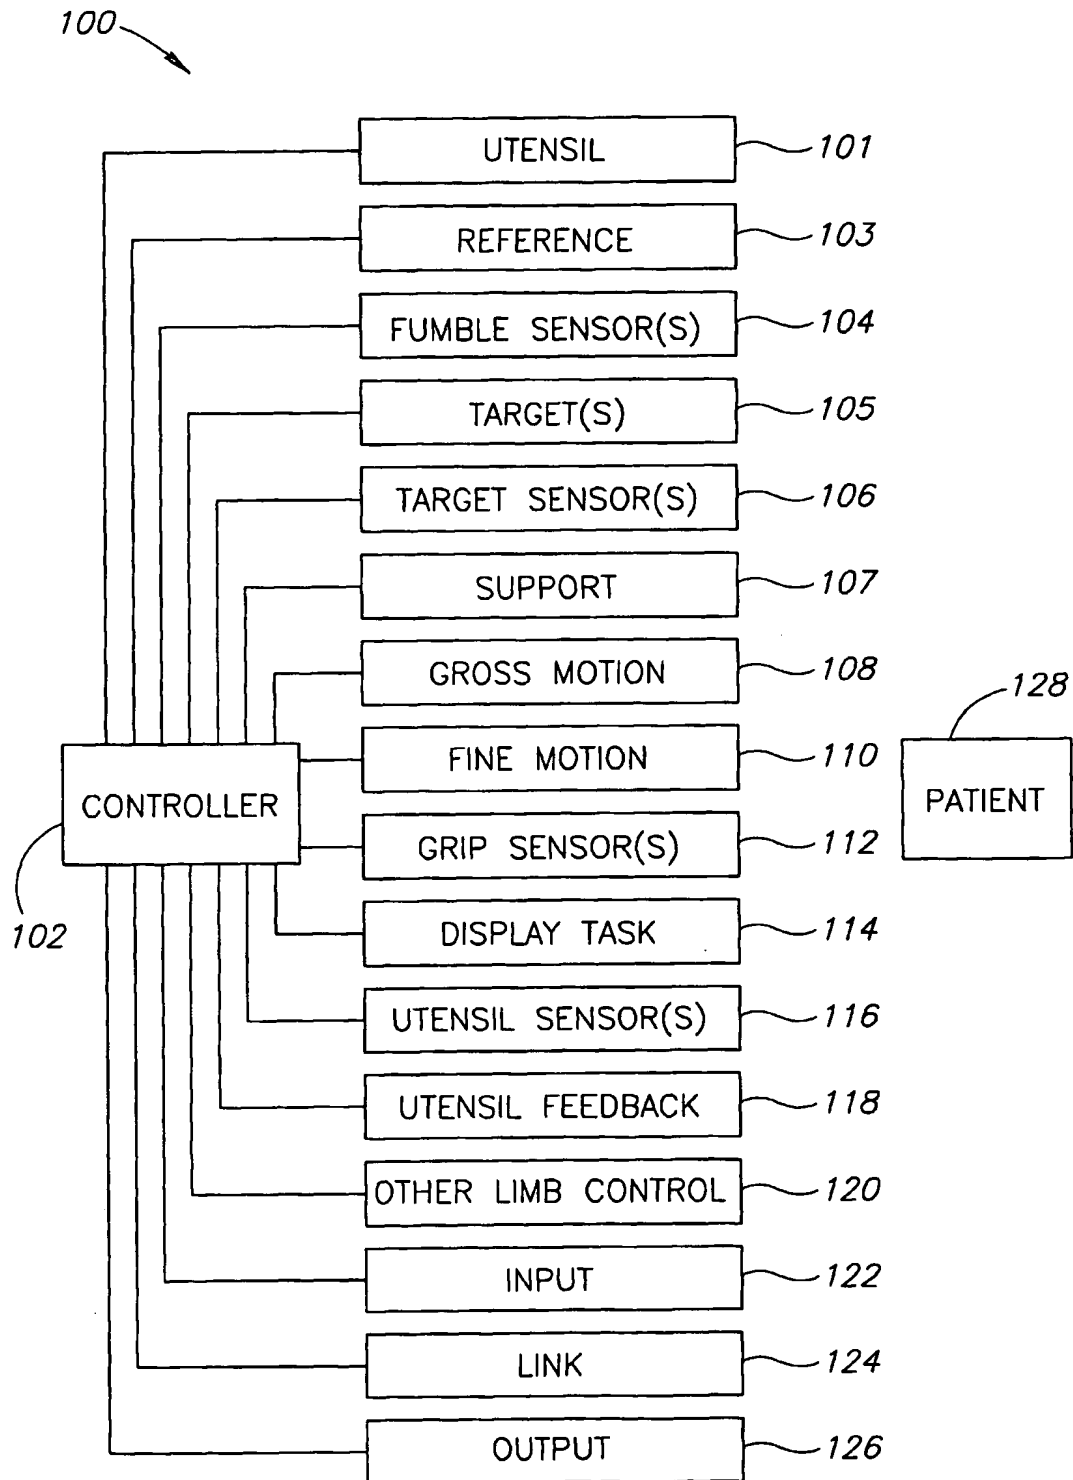 100
UTENSIL 101
REFERENCE 103
FUMBLE SENSOR(S) 104
TARGET(S) 105
TARGET SENSOR(S) 106
SUPPORT 107
GROSS MOTION 108
128
FINE MOTION 110
CONTROLLER
PATIENT
GRIP SENSOR(S) 112
102
DISPLAY TASK 114
UTENSIL SENSOR(S) 116
UTENSIL FEEDBACK 118
OTHER LIMB CONTROL 120
INPUT 122
LINK 124
OUTPUT 126